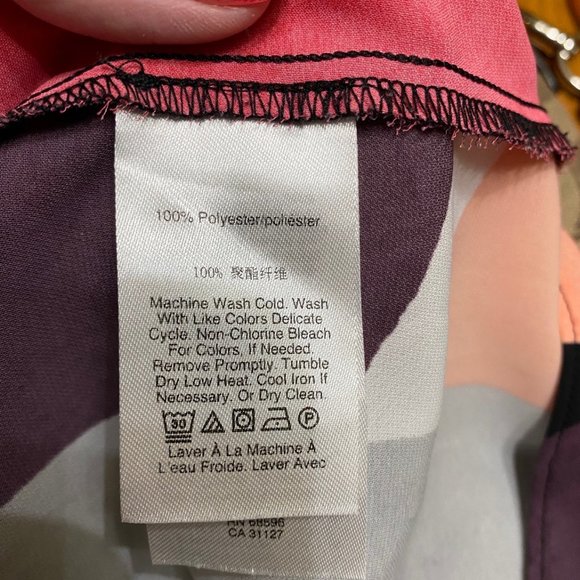 100% Polyester/poliéster
100% 聚酯纤维
Machine Wash Cold. Wash
With Like Colors Delicate
Cycle. Non-Chlorine Bleach
For Colors, If Needed.
Remove Promptly. Tumble
Dry Low Heat. Cool Iron If
Necessary. Or Dry Clean.
30 P
Laver À La Machine À
L'eau Froide. Laver Avec
RN 68596
CA 31127